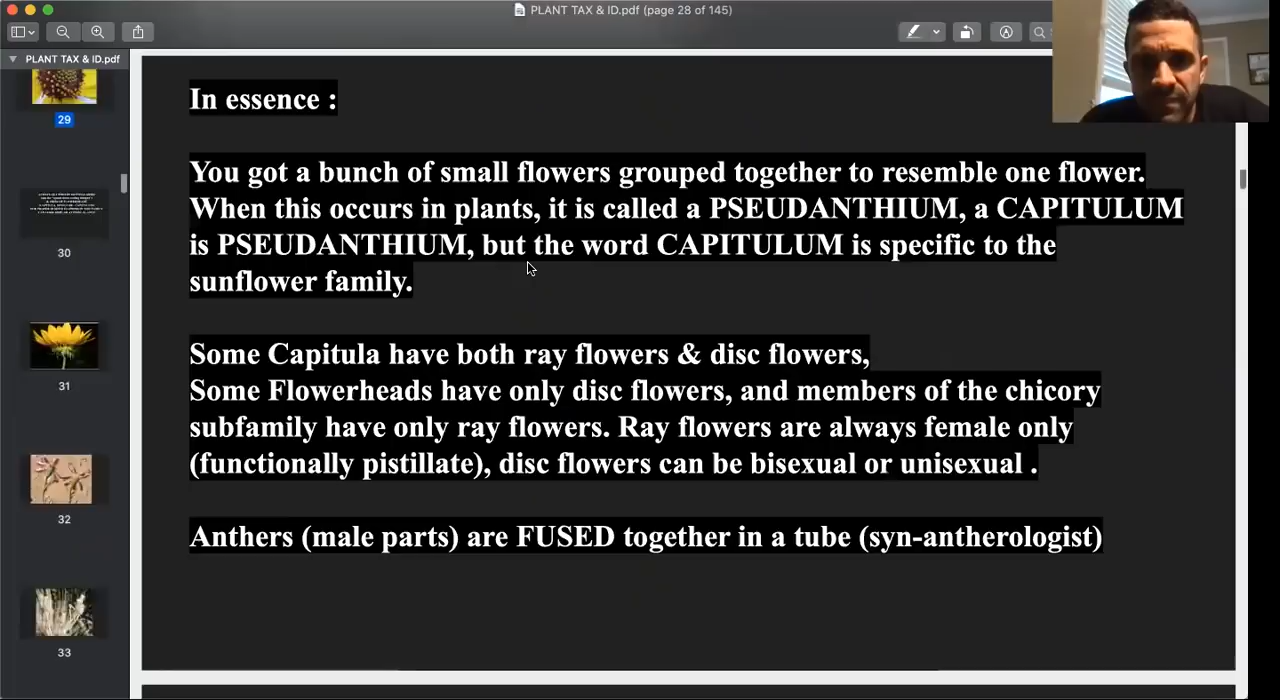 PLANT TAX & ID.pdf (page 28 of 145)
PLANT TAX & ID.pdf
29
30
31
32
33
In essence :
You got a bunch of small flowers grouped together to resemble one flower.
When this occurs in plants, it is called a PSEUDANTHIUM, a CAPITULUM
is PSEUDANTHIUM, but the word CAPITULUM is specific to the
sunflower family.
Some Capitula have both ray flowers & disc flowers,
Some Flowerheads have only disc flowers, and members of the chicory
subfamily have only ray flowers. Ray flowers are always female only
(functionally pistillate), disc flowers can be bisexual or unisexual .
Anthers (male parts) are FUSED together in a tube (syn-antherologist)